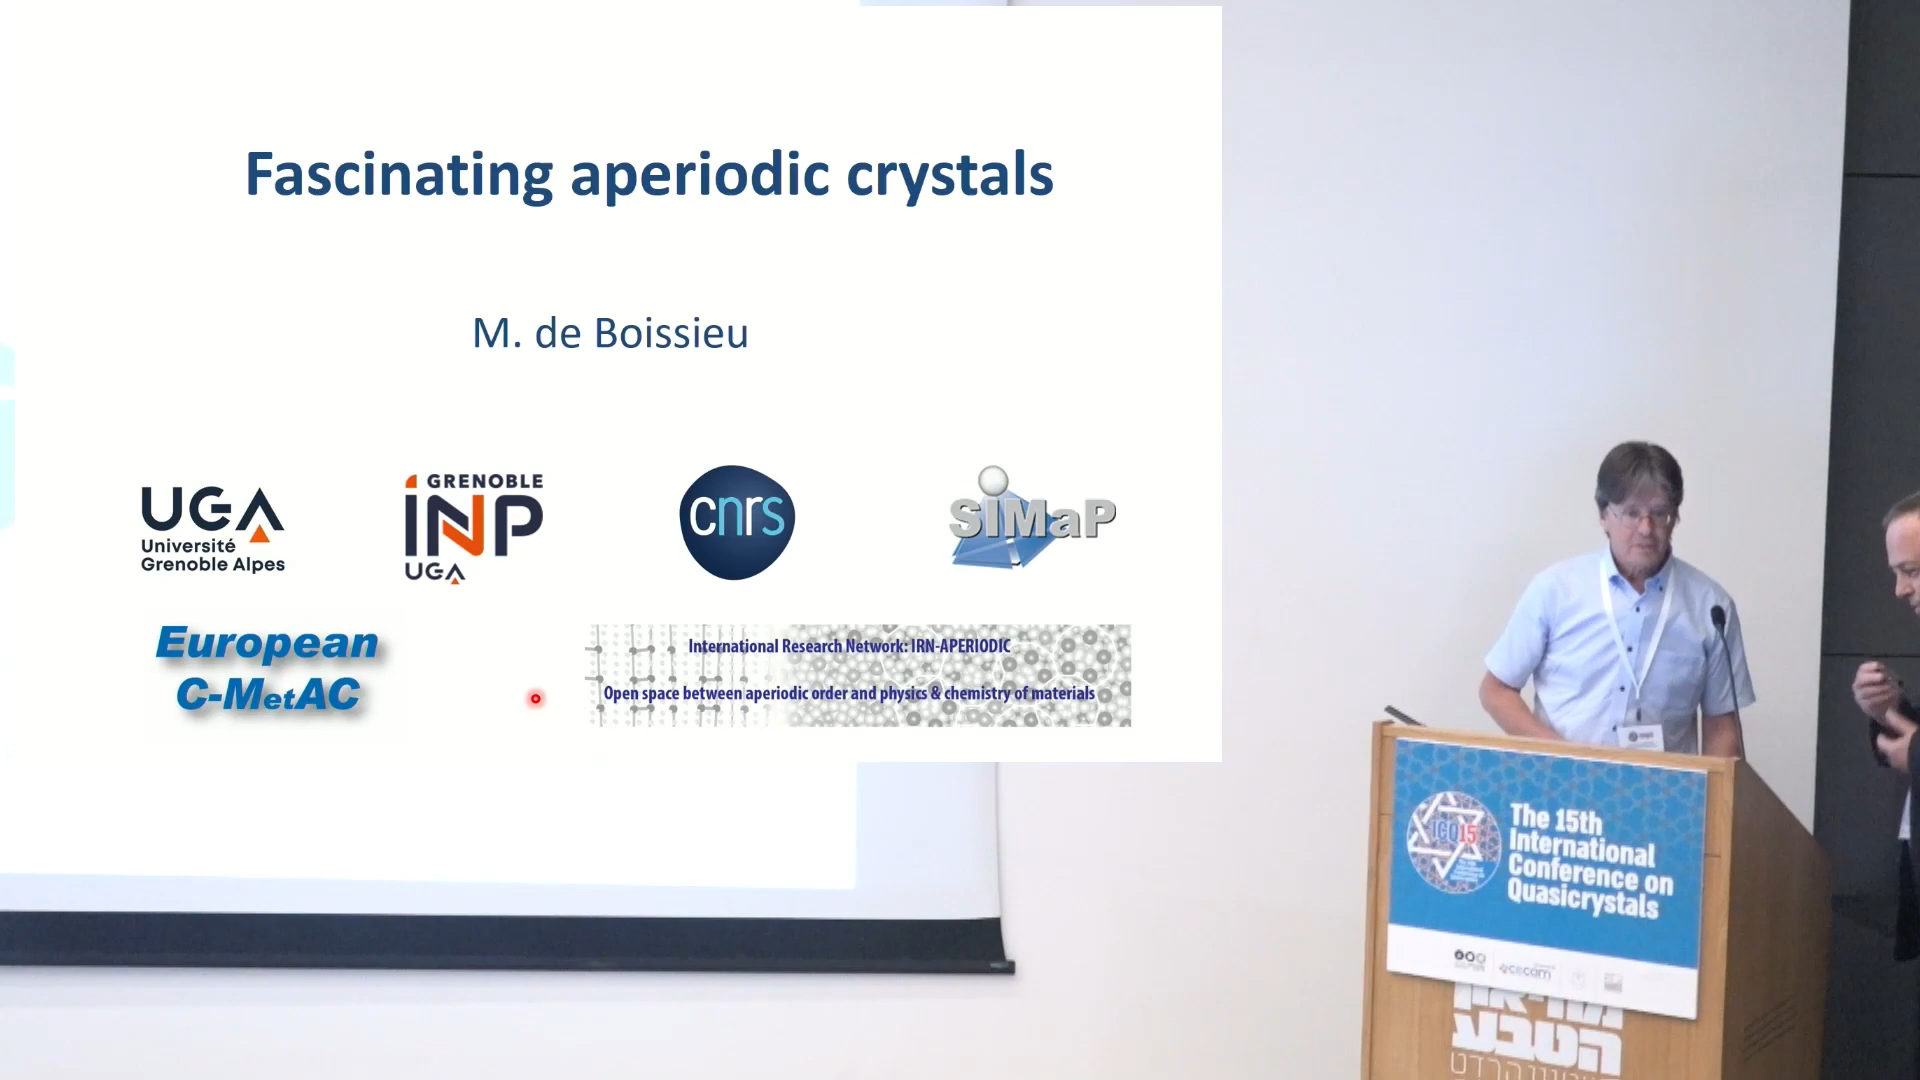 Fascinating aperiodic crystals
M. de Boissieu
UGA
Université
Grenoble Alpes
GRENOBLE
INP
UGA
cnrs
SIMaP
European
C-MetAC
International Research Network: IRN-APERIODIC
Open space between aperiodic order and physics & chemistry of materials
ICQ15
The 15th
International
Conference on
Quasicrystals
cecam
הטבע